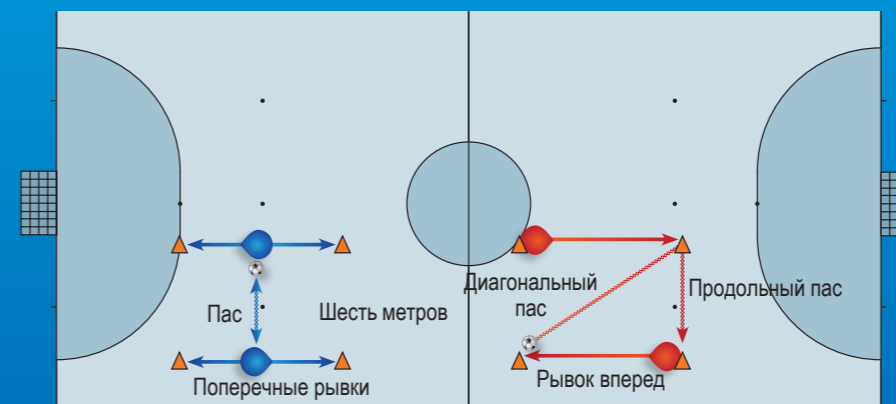 Диагональный
пас
Продольный пас
Пас
Шесть метров
Поперечные рывки
Рывок вперед